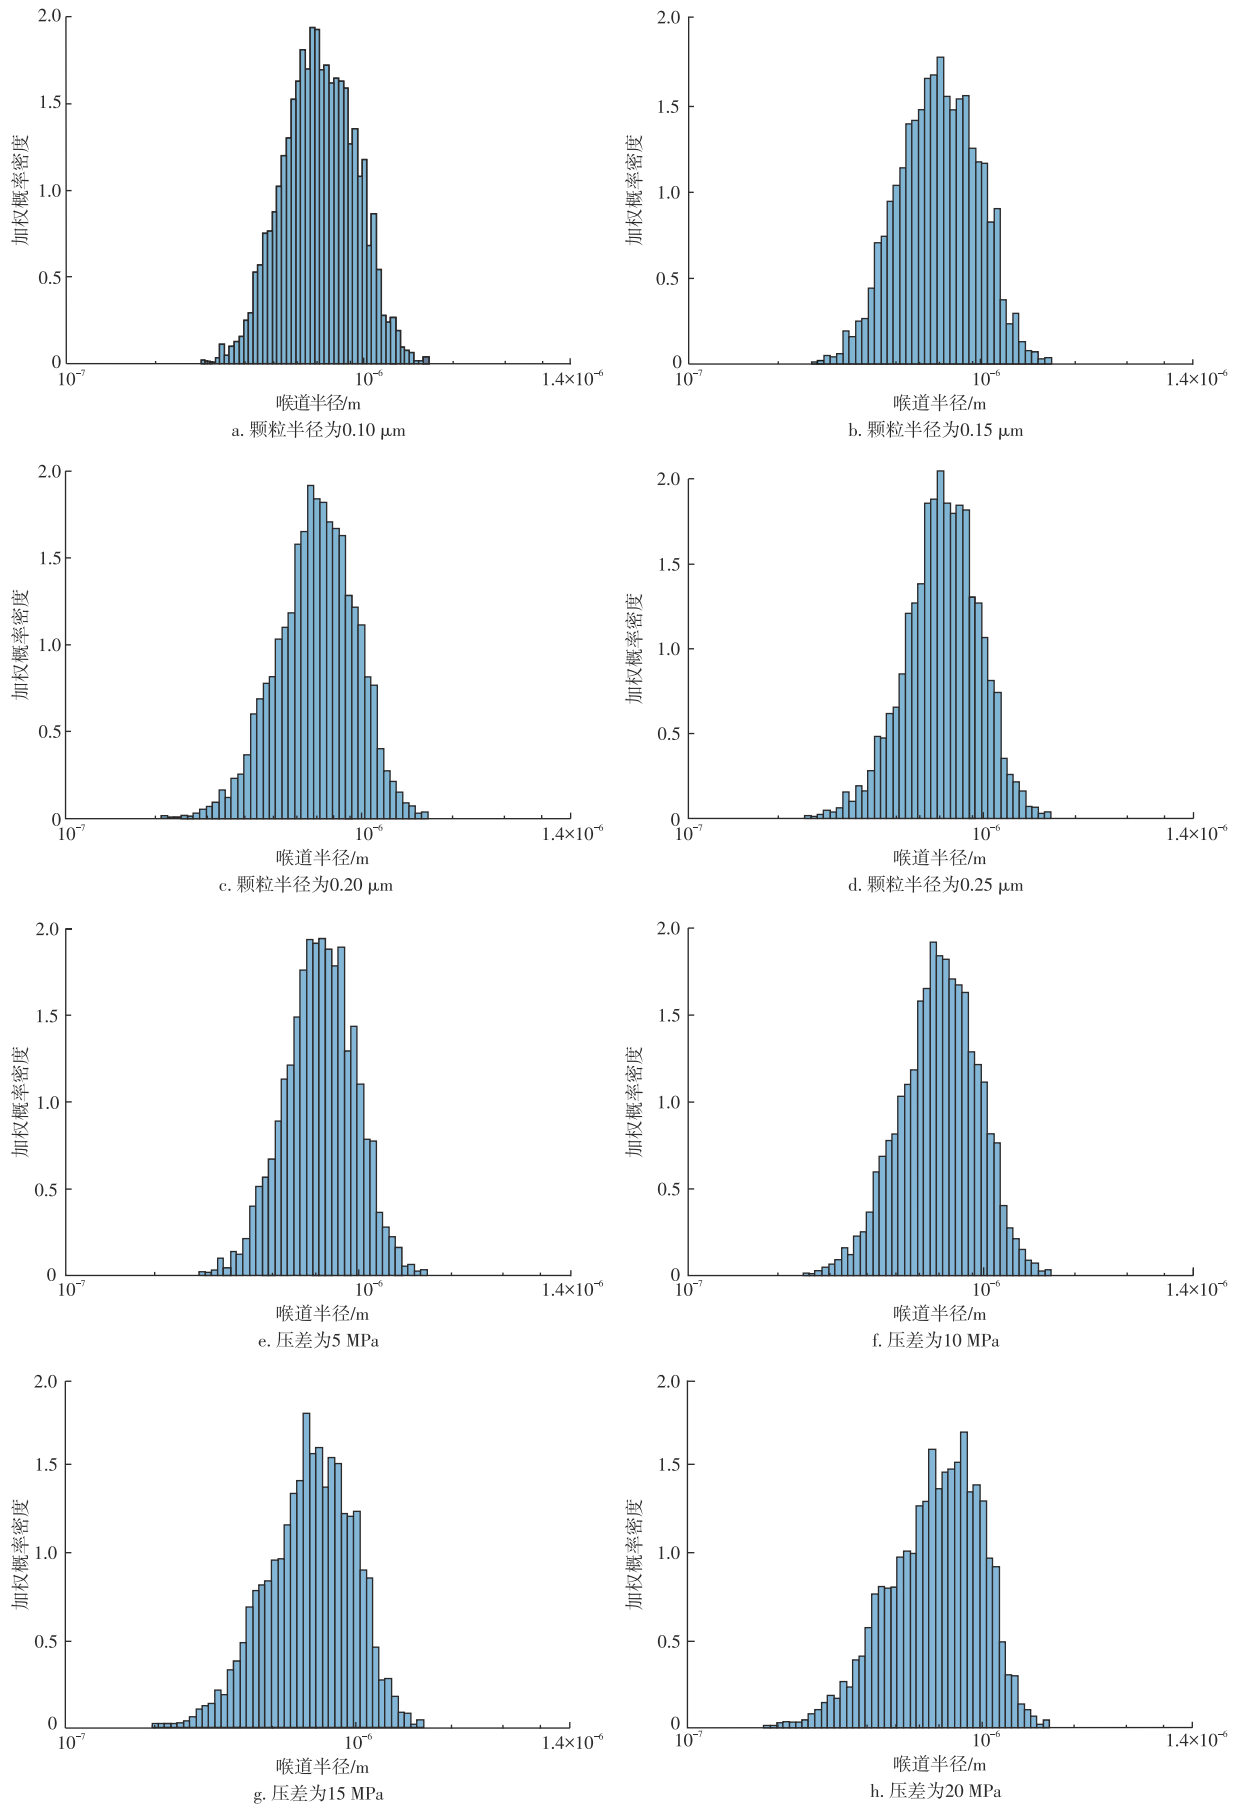 2.0
1.5
1.0
0.5
0
加权概率密度
10⁻⁷
10⁻⁶
1.4×10⁻⁶
喉道半径/m
a. 颗粒半径为0.10 μm
2.0
1.5
1.0
0.5
0
加权概率密度
10⁻⁷
10⁻⁶
1.4×10⁻⁶
喉道半径/m
b. 颗粒半径为0.15 μm
2.0
1.5
1.0
0.5
0
加权概率密度
10⁻⁷
10⁻⁶
1.4×10⁻⁶
喉道半径/m
c. 颗粒半径为0.20 μm
2.0
1.5
1.0
0.5
0
加权概率密度
10⁻⁷
10⁻⁶
1.4×10⁻⁶
喉道半径/m
d. 颗粒半径为0.25 μm
2.0
1.5
1.0
0.5
0
加权概率密度
10⁻⁷
10⁻⁶
1.4×10⁻⁶
喉道半径/m
e. 压差为5 MPa
2.0
1.5
1.0
0.5
0
加权概率密度
10⁻⁷
10⁻⁶
1.4×10⁻⁶
喉道半径/m
f. 压差为10 MPa
2.0
1.5
1.0
0.5
0
加权概率密度
10⁻⁷
10⁻⁶
1.4×10⁻⁶
喉道半径/m
g. 压差为15 MPa
2.0
1.5
1.0
0.5
0
加权概率密度
10⁻⁷
10⁻⁶
1.4×10⁻⁶
喉道半径/m
h. 压差为20 MPa